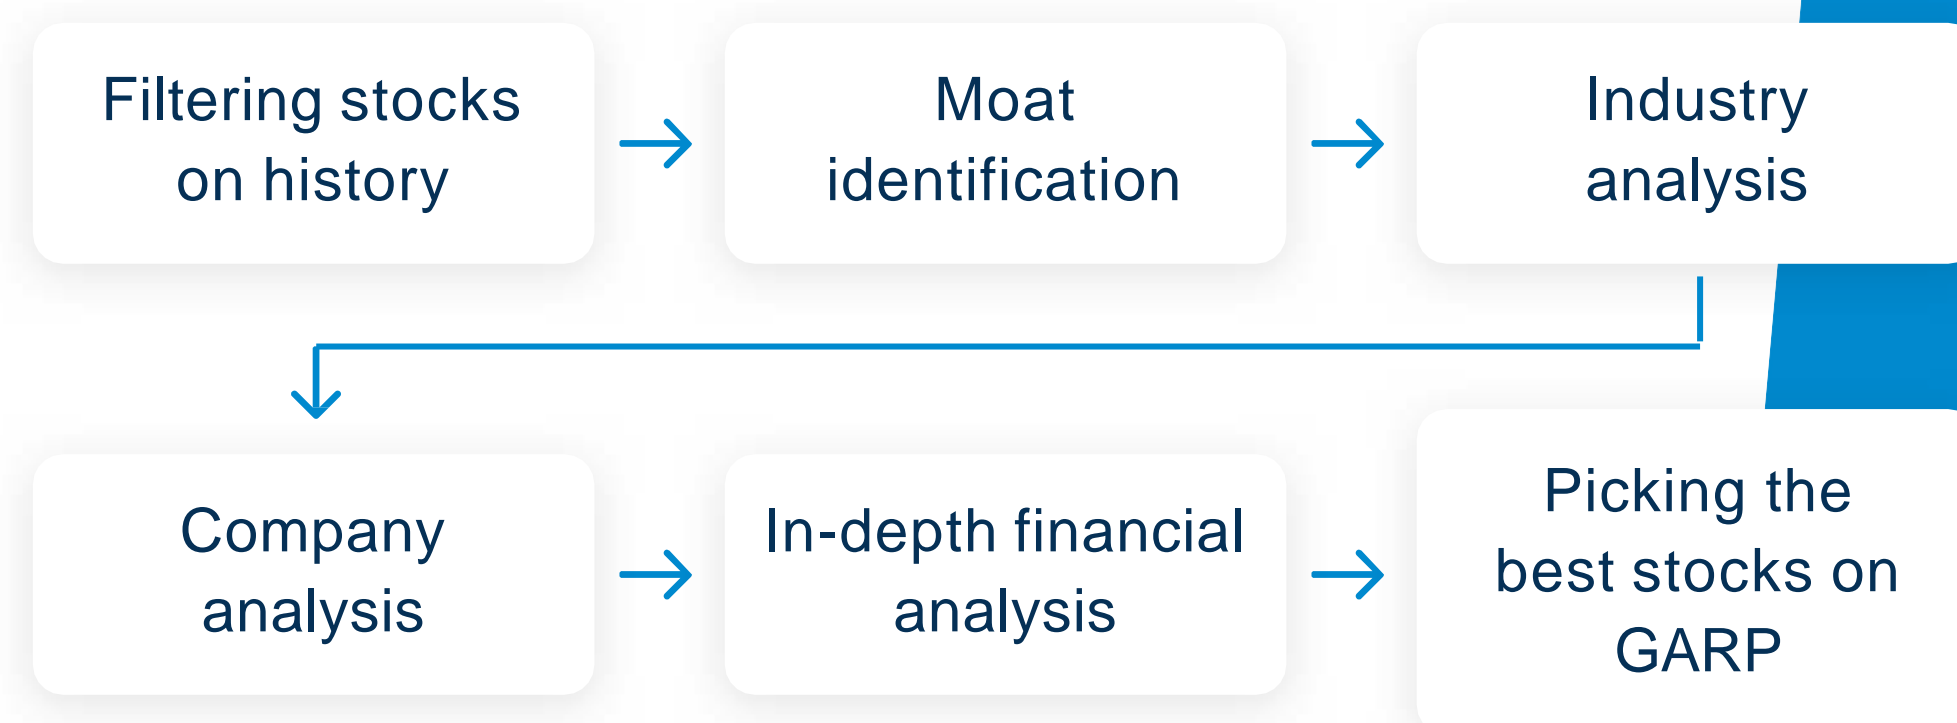 Filtering stocks
on history
Moat
identification
Industry
analysis
Company
analysis
In-depth financial
analysis
Picking the
best stocks on
GARP